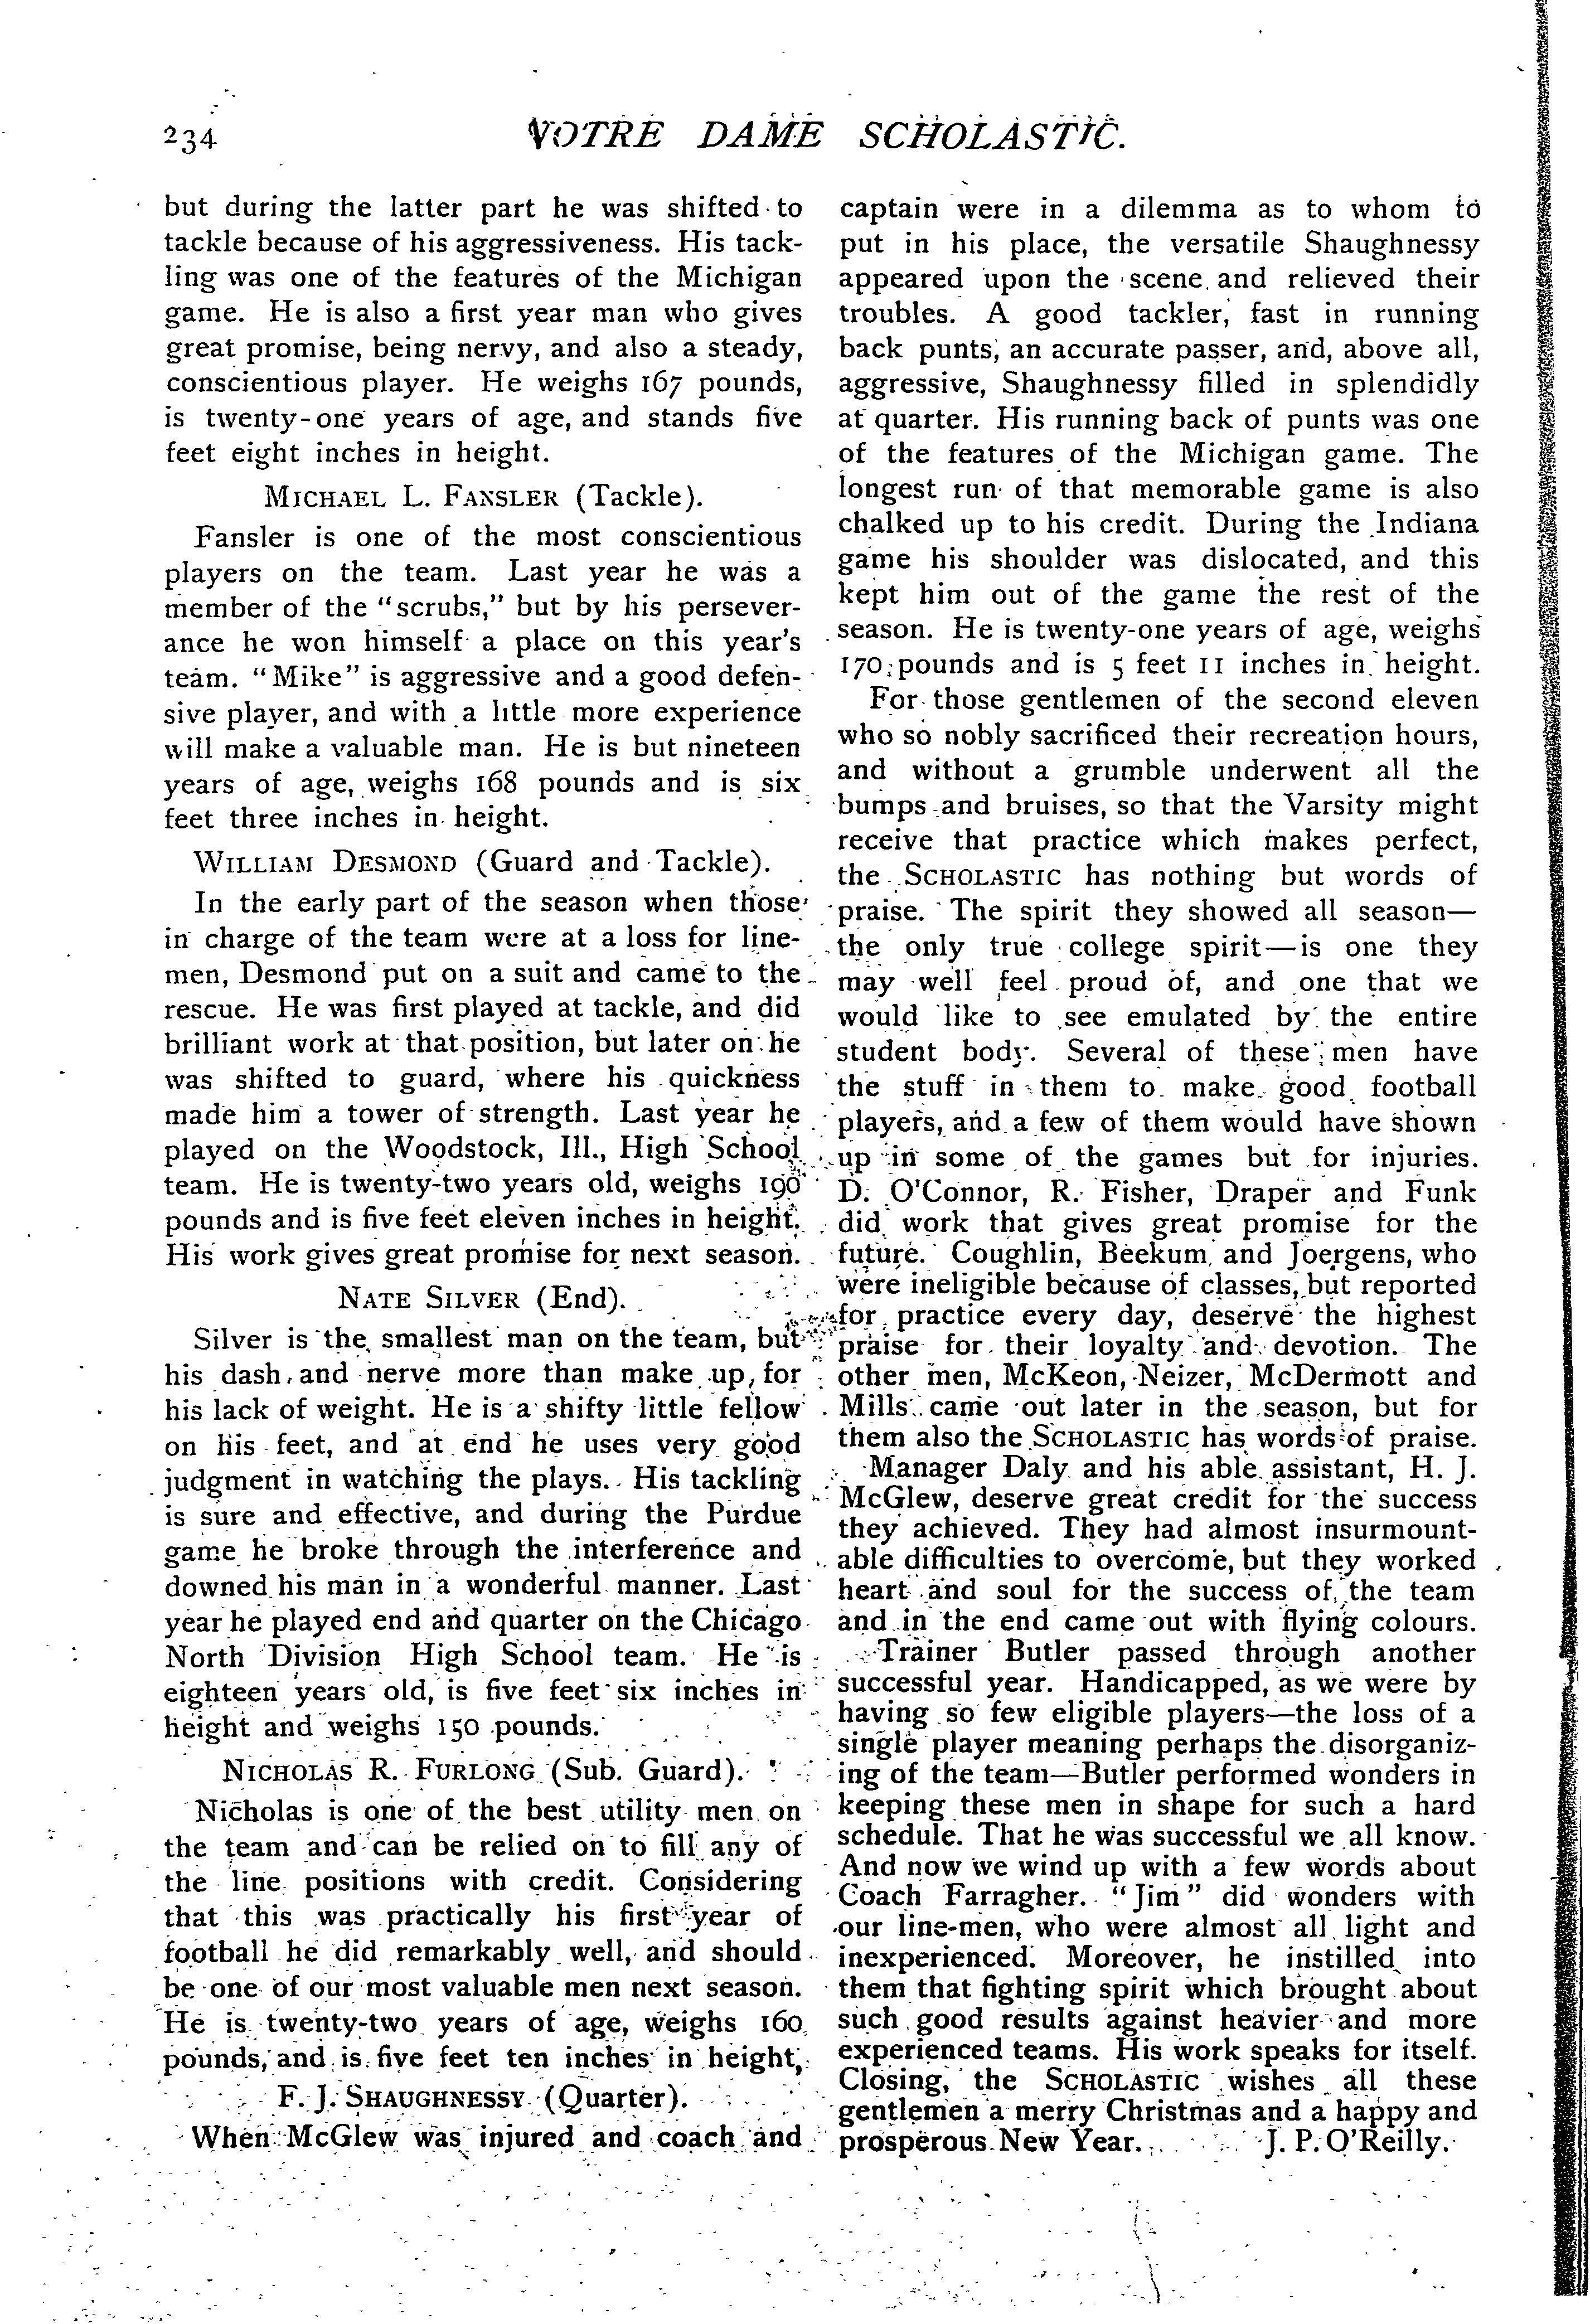 234
NOTRE DAME SCHOLASTIC.
but during the latter part he was shifted to
tackle because of his aggressiveness. His tack-
ling was one of the features of the Michigan
game. He is also a first year man who gives
great promise, being nervy, and also a steady,
conscientious player. He weighs 167 pounds,
is twenty-one years of age, and stands five
feet eight inches in height.
MICHAEL L. FANSLER (Tackle).
Fansler is one of the most conscientious
players on the team. Last year he was a
member of the "scrubs," but by his persever-
ance he won himself a place on this year's
team. "Mike" is aggressive and a good defen-
sive player, and with a little more experience
will make a valuable man. He is but nineteen
years of age, weighs 168 pounds and is six
feet three inches in height.
WILLIAM DESMOND (Guard and Tackle).
In the early part of the season when those
in charge of the team were at a loss for line-
men, Desmond put on a suit and came to the
rescue. He was first played at tackle, and did
brilliant work at that position, but later on he
was shifted to guard, where his quickness
made him a tower of strength. Last year he
played on the Woodstock, Ill., High School
team. He is twenty-two years old, weighs 190
pounds and is five feet eleven inches in height.
His work gives great promise for next season.
NATE SILVER (End).
Silver is the smallest man on the team, but
his dash and nerve more than make up for
his lack of weight. He is a shifty little fellow
on his feet, and at end he uses very good
judgment in watching the plays. His tackling
is sure and effective, and during the Purdue
game he broke through the interference and
downed his man in a wonderful manner. Last
year he played end and quarter on the Chicago
North Division High School team. He is
eighteen years old, is five feet six inches in
height and weighs 150 pounds.
NICHOLAS R. FURLONG (Sub. Guard).
Nicholas is one of the best utility men on
the team and can be relied on to fill any of
the line positions with credit. Considering
that this was practically his first year of
football he did remarkably well, and should
be one of our most valuable men next season.
He is twenty-two years of age, weighs 160
pounds, and is five feet ten inches in height.
F. J. SHAUGHNESSY (Quarter).
When McGlew was injured and coach and
captain were in a dilemma as to whom to
put in his place, the versatile Shaughnessy
appeared upon the scene and relieved their
troubles. A good tackler, fast in running
back punts, an accurate passer, and, above all,
aggressive, Shaughnessy filled in splendidly
at quarter. His running back of punts was one
of the features of the Michigan game. The
longest run of that memorable game is also
chalked up to his credit. During the Indiana
game his shoulder was dislocated, and this
kept him out of the game the rest of the
season. He is twenty-one years of age, weighs
170 pounds and is 5 feet 11 inches in height.
For those gentlemen of the second eleven
who so nobly sacrificed their recreation hours,
and without a grumble underwent all the
bumps and bruises, so that the Varsity might
receive that practice which makes perfect,
the SCHOLASTIC has nothing but words of
praise. The spirit they showed all season—
the only true college spirit—is one they
may well feel proud of, and one that we
would like to see emulated by the entire
student body. Several of these men have
the stuff in them to make good football
players, and a few of them would have shown
up in some of the games but for injuries.
D. O'Connor, R. Fisher, Draper and Funk
did work that gives great promise for the
future. Coughlin, Beekum and Joergens, who
were ineligible because of classes, but reported
for practice every day, deserve the highest
praise for their loyalty and devotion. The
other men, McKeon, Neizer, McDermott and
Mills came out later in the season, but for
them also the SCHOLASTIC has words of praise.
Manager Daly and his able assistant, H. J.
McGlew, deserve great credit for the success
they achieved. They had almost insurmount-
able difficulties to overcome, but they worked
heart and soul for the success of the team
and in the end came out with flying colours.
Trainer Butler passed through another
successful year. Handicapped, as we were by
having so few eligible players—the loss of a
single player meaning perhaps the disorganiz-
ing of the team—Butler performed wonders in
keeping these men in shape for such a hard
schedule. That he was successful we all know.
And now we wind up with a few words about
Coach Farragher. "Jim" did wonders with
our line-men, who were almost all light and
inexperienced. Moreover, he instilled into
them that fighting spirit which brought about
such good results against heavier and more
experienced teams. His work speaks for itself.
Closing, the SCHOLASTIC wishes all these
gentlemen a merry Christmas and a happy and
prosperous New Year. J. P. O'Reilly.